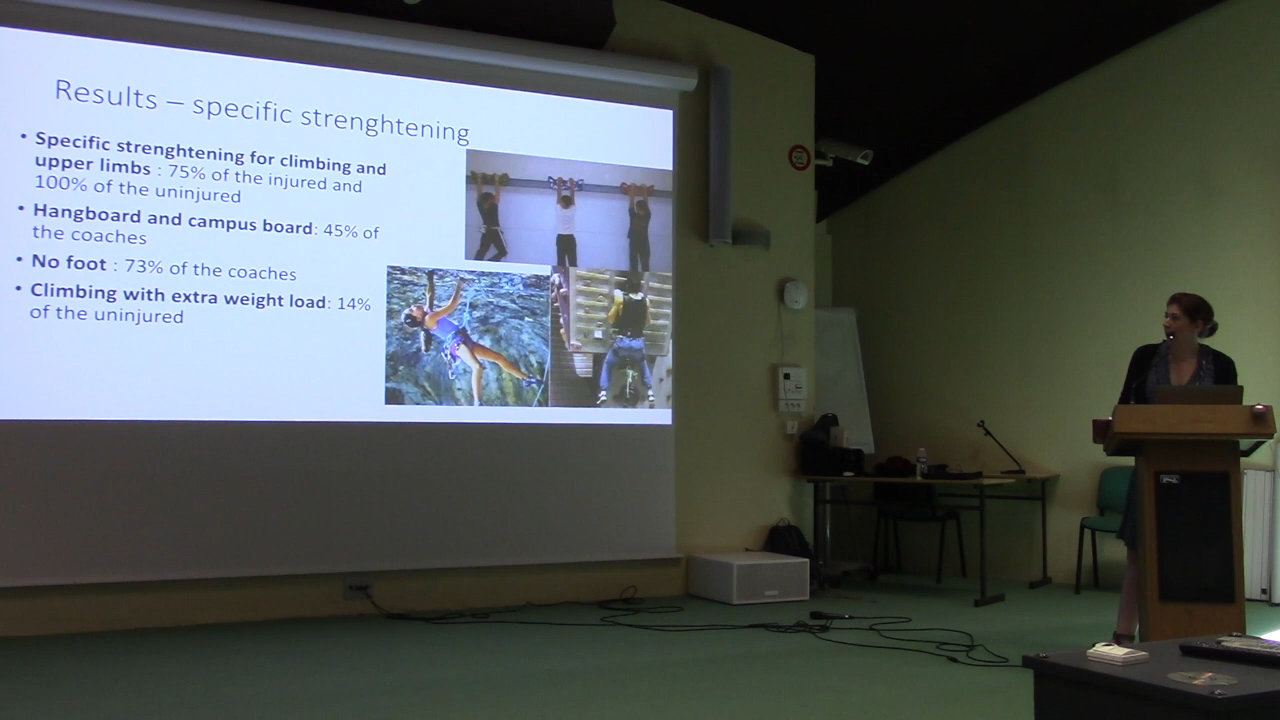 Results – specific strenghtening
• Specific strenghtening for climbing and
upper limbs : 75% of the injured and
100% of the uninjured
• Hangboard and campus board: 45% of
the coaches
• No foot : 73% of the coaches
• Climbing with extra weight load: 14%
of the uninjured